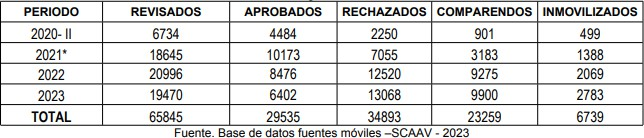 PERIODO REVISADOS APROBADOS RECHAZADOS COMPARENDOS INMOVILIZADOS
2020- II 6734 4484 2250 901 499
2021* 18645 10173 7055 3183 1388
2022 20996 8476 12520 9275 2069
2023 19470 6402 13068 9900 2783
TOTAL 65845 29535 34893 23259 6739
Fuente. Base de datos fuentes móviles –SCAAV - 2023